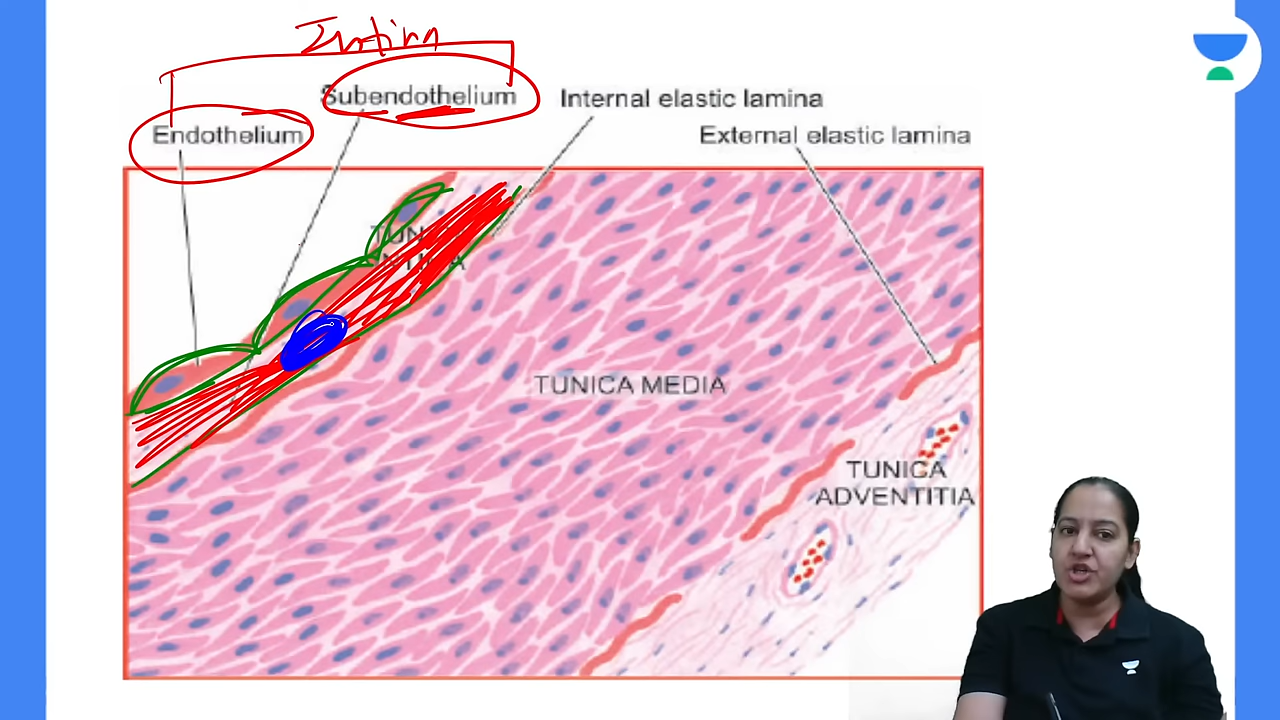 Intima
Subendothelium
Internal elastic lamina
Endothelium
External elastic lamina
TUNICA MEDIA
TUNICA
ADVENTITIA